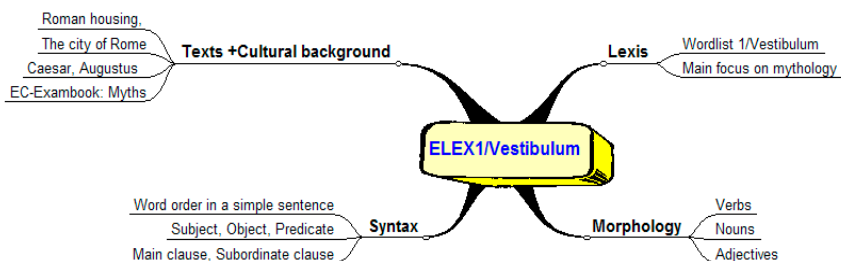 Roman housing,
The city of Rome
Caesar, Augustus
EC-Exambook: Myths
Texts +Cultural background
Lexis
Wordlist 1/Vestibulum
Main focus on mythology
ELEX1/Vestibulum
Word order in a simple sentence
Subject, Object, Predicate
Main clause, Subordinate clause
Syntax
Morphology
Verbs
Nouns
Adjectives